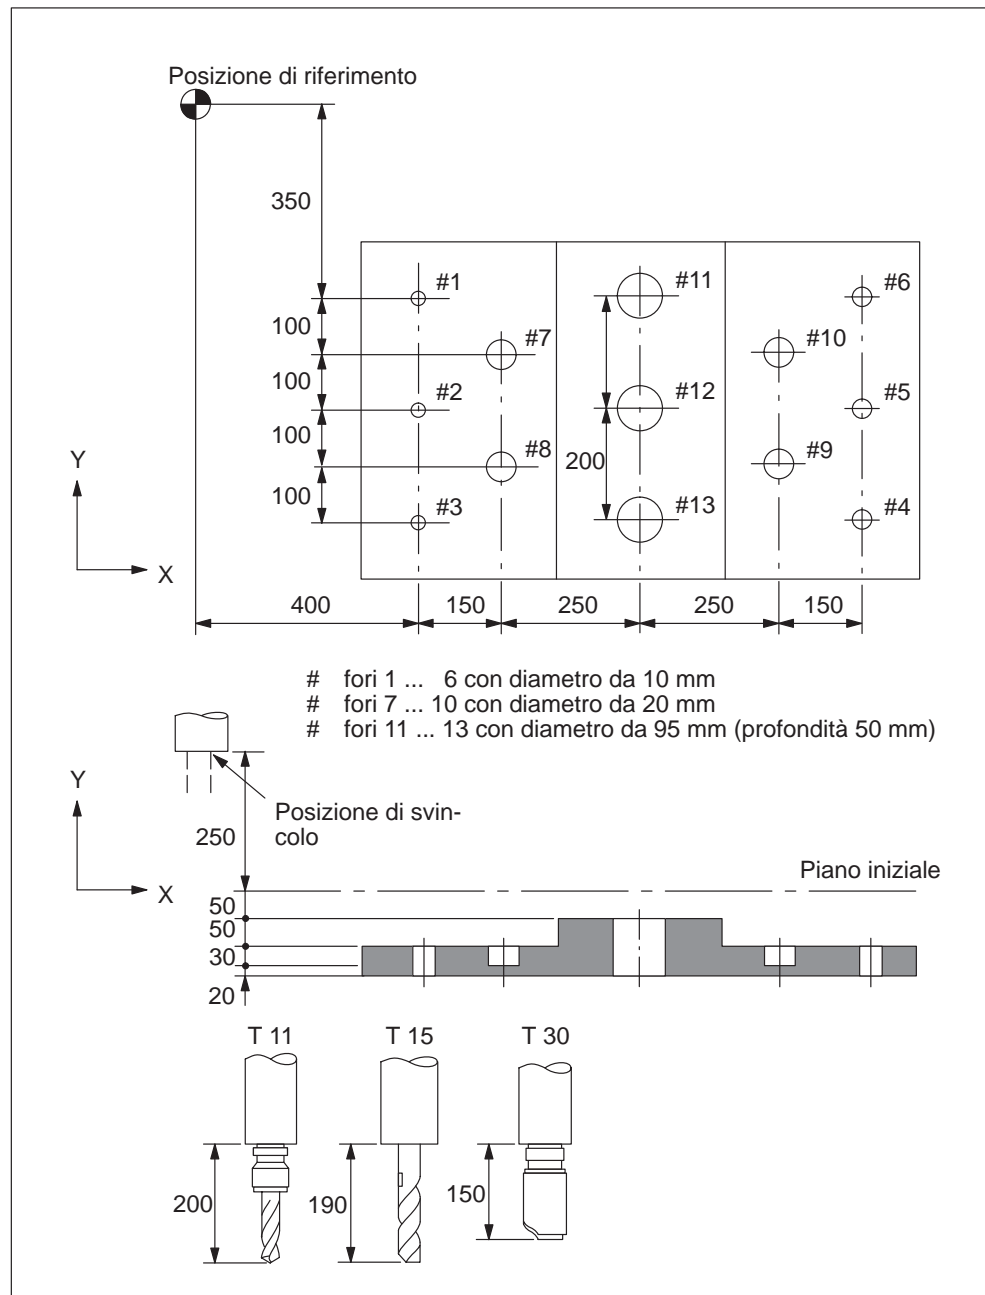 Posizione di riferimento
350
#1
#11
#6
100
#7
#10
100
#2
#12
#5
100
#8
200
#9
Y
100
#3
#13
#4
X
400
150
250
250
150
# fori 1 ... 6 con diametro da 10 mm
# fori 7 ... 10 con diametro da 20 mm
# fori 11 ... 13 con diametro da 95 mm (profondità 50 mm)
Y
Posizione di svin-
colo
250
Piano iniziale
X
50
50
30
20
T 11
T 15
T 30
200
190
150